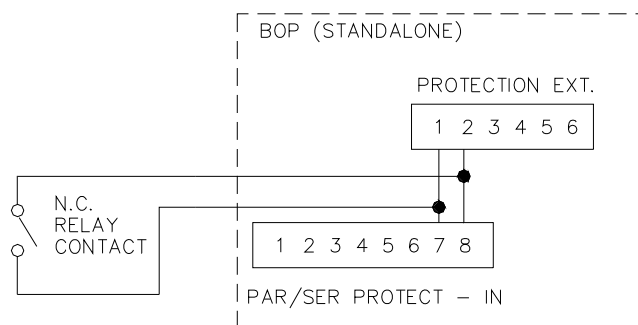 BOP (STANDALONE)
PROTECTION EXT.
1 2 3 4 5 6
N.C.
RELAY
CONTACT
1 2 3 4 5 6 7 8
PAR/SER PROTECT – IN